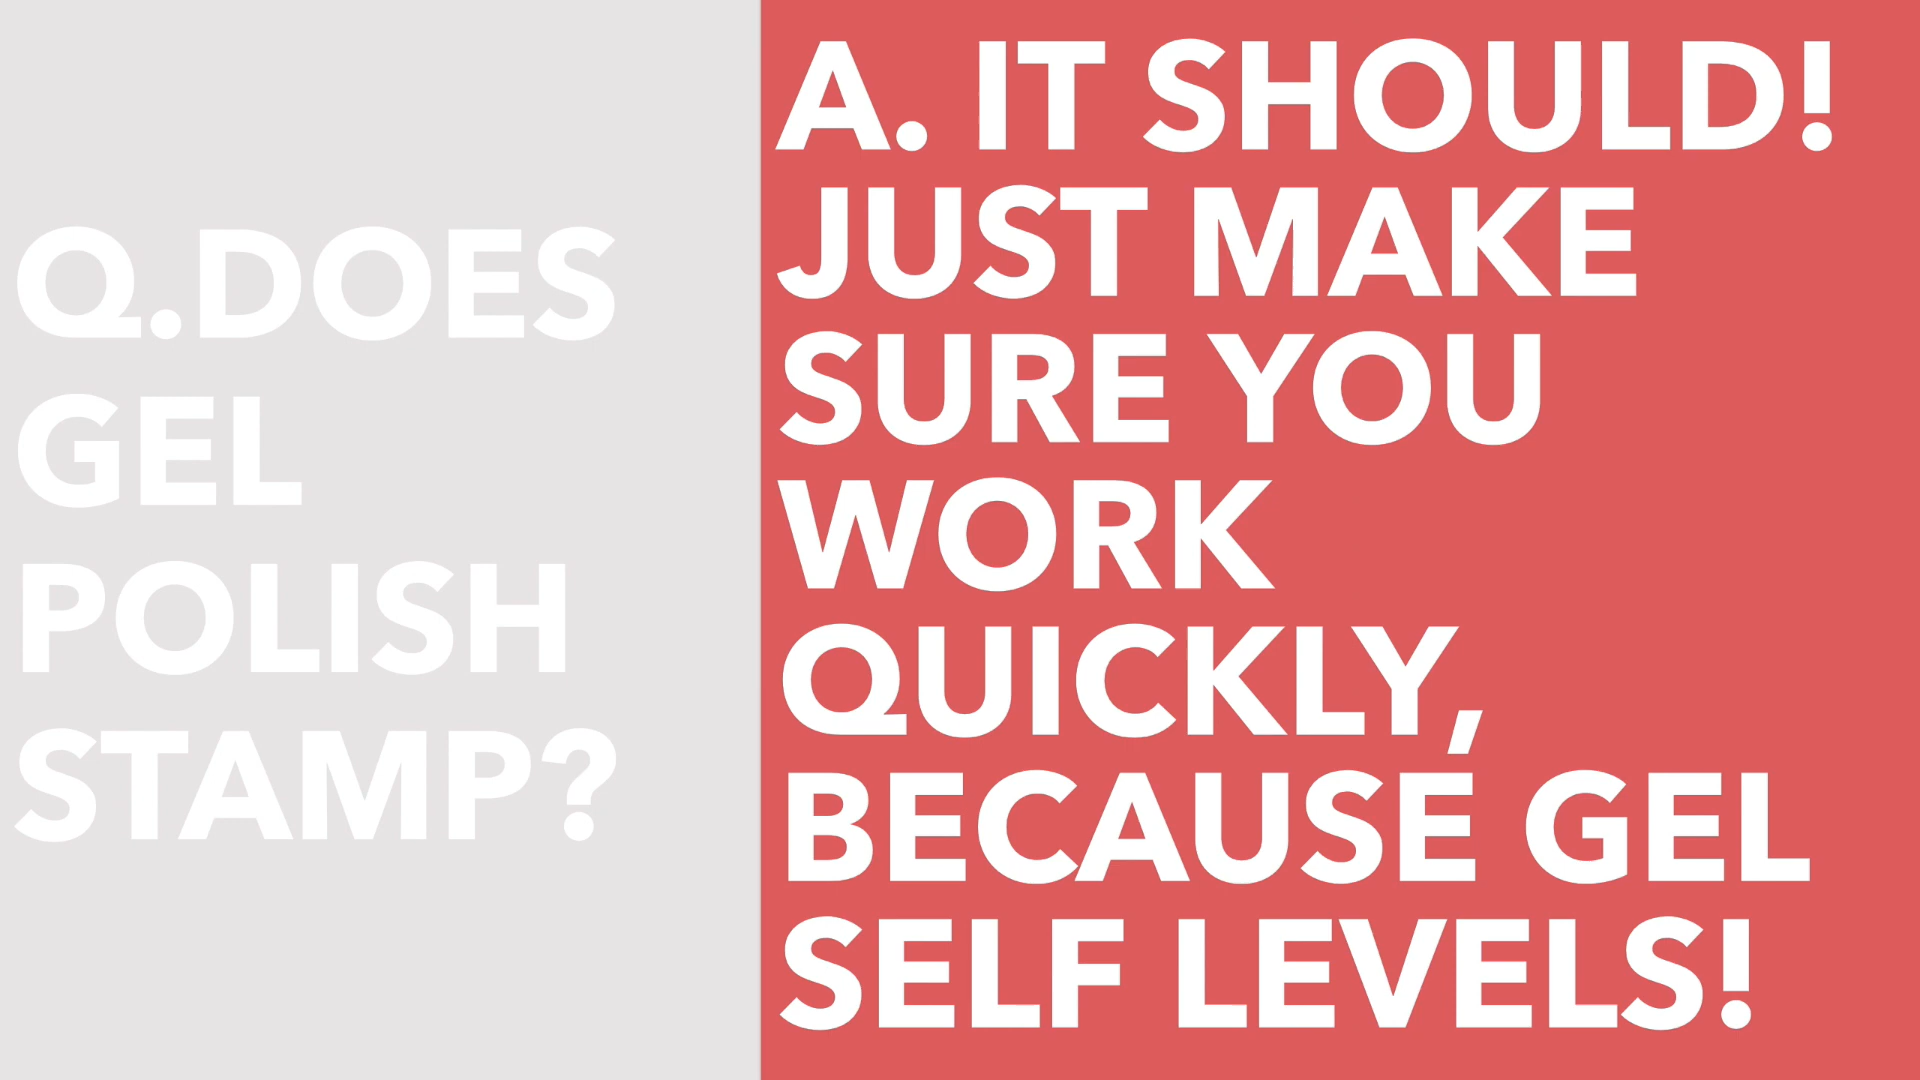 Q.DOES
GEL
POLISH
STAMP?
A. IT SHOULD!
JUST MAKE
SURE YOU
WORK
QUICKLY,
BECAUSE GEL
SELF LEVELS!